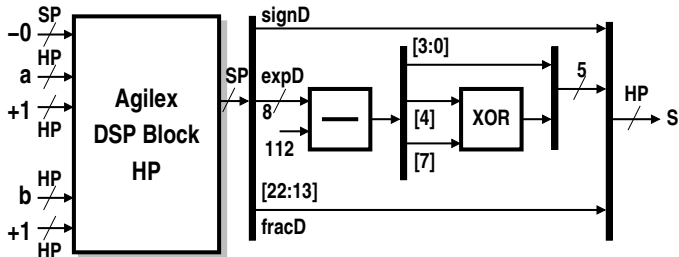 SP
−0
HP
a
+1
HP
HP
b
+1
HP
Agilex
DSP Block
HP
SP
signD
expD
8
112
[3:0]
[4]
[7]
XOR
5
HP
S
[22:13]
fracD